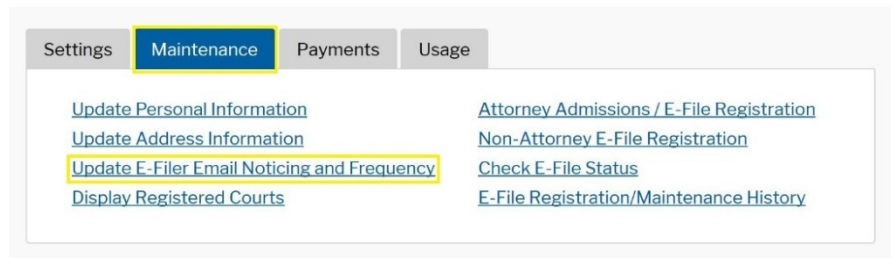 Settings Maintenance Payments Usage
Update Personal Information
Update Address Information
Update E-Filer Email Noticing and Frequency
Display Registered Courts
Attorney Admissions / E-File Registration
Non-Attorney E-File Registration
Check E-File Status
E-File Registration/Maintenance History